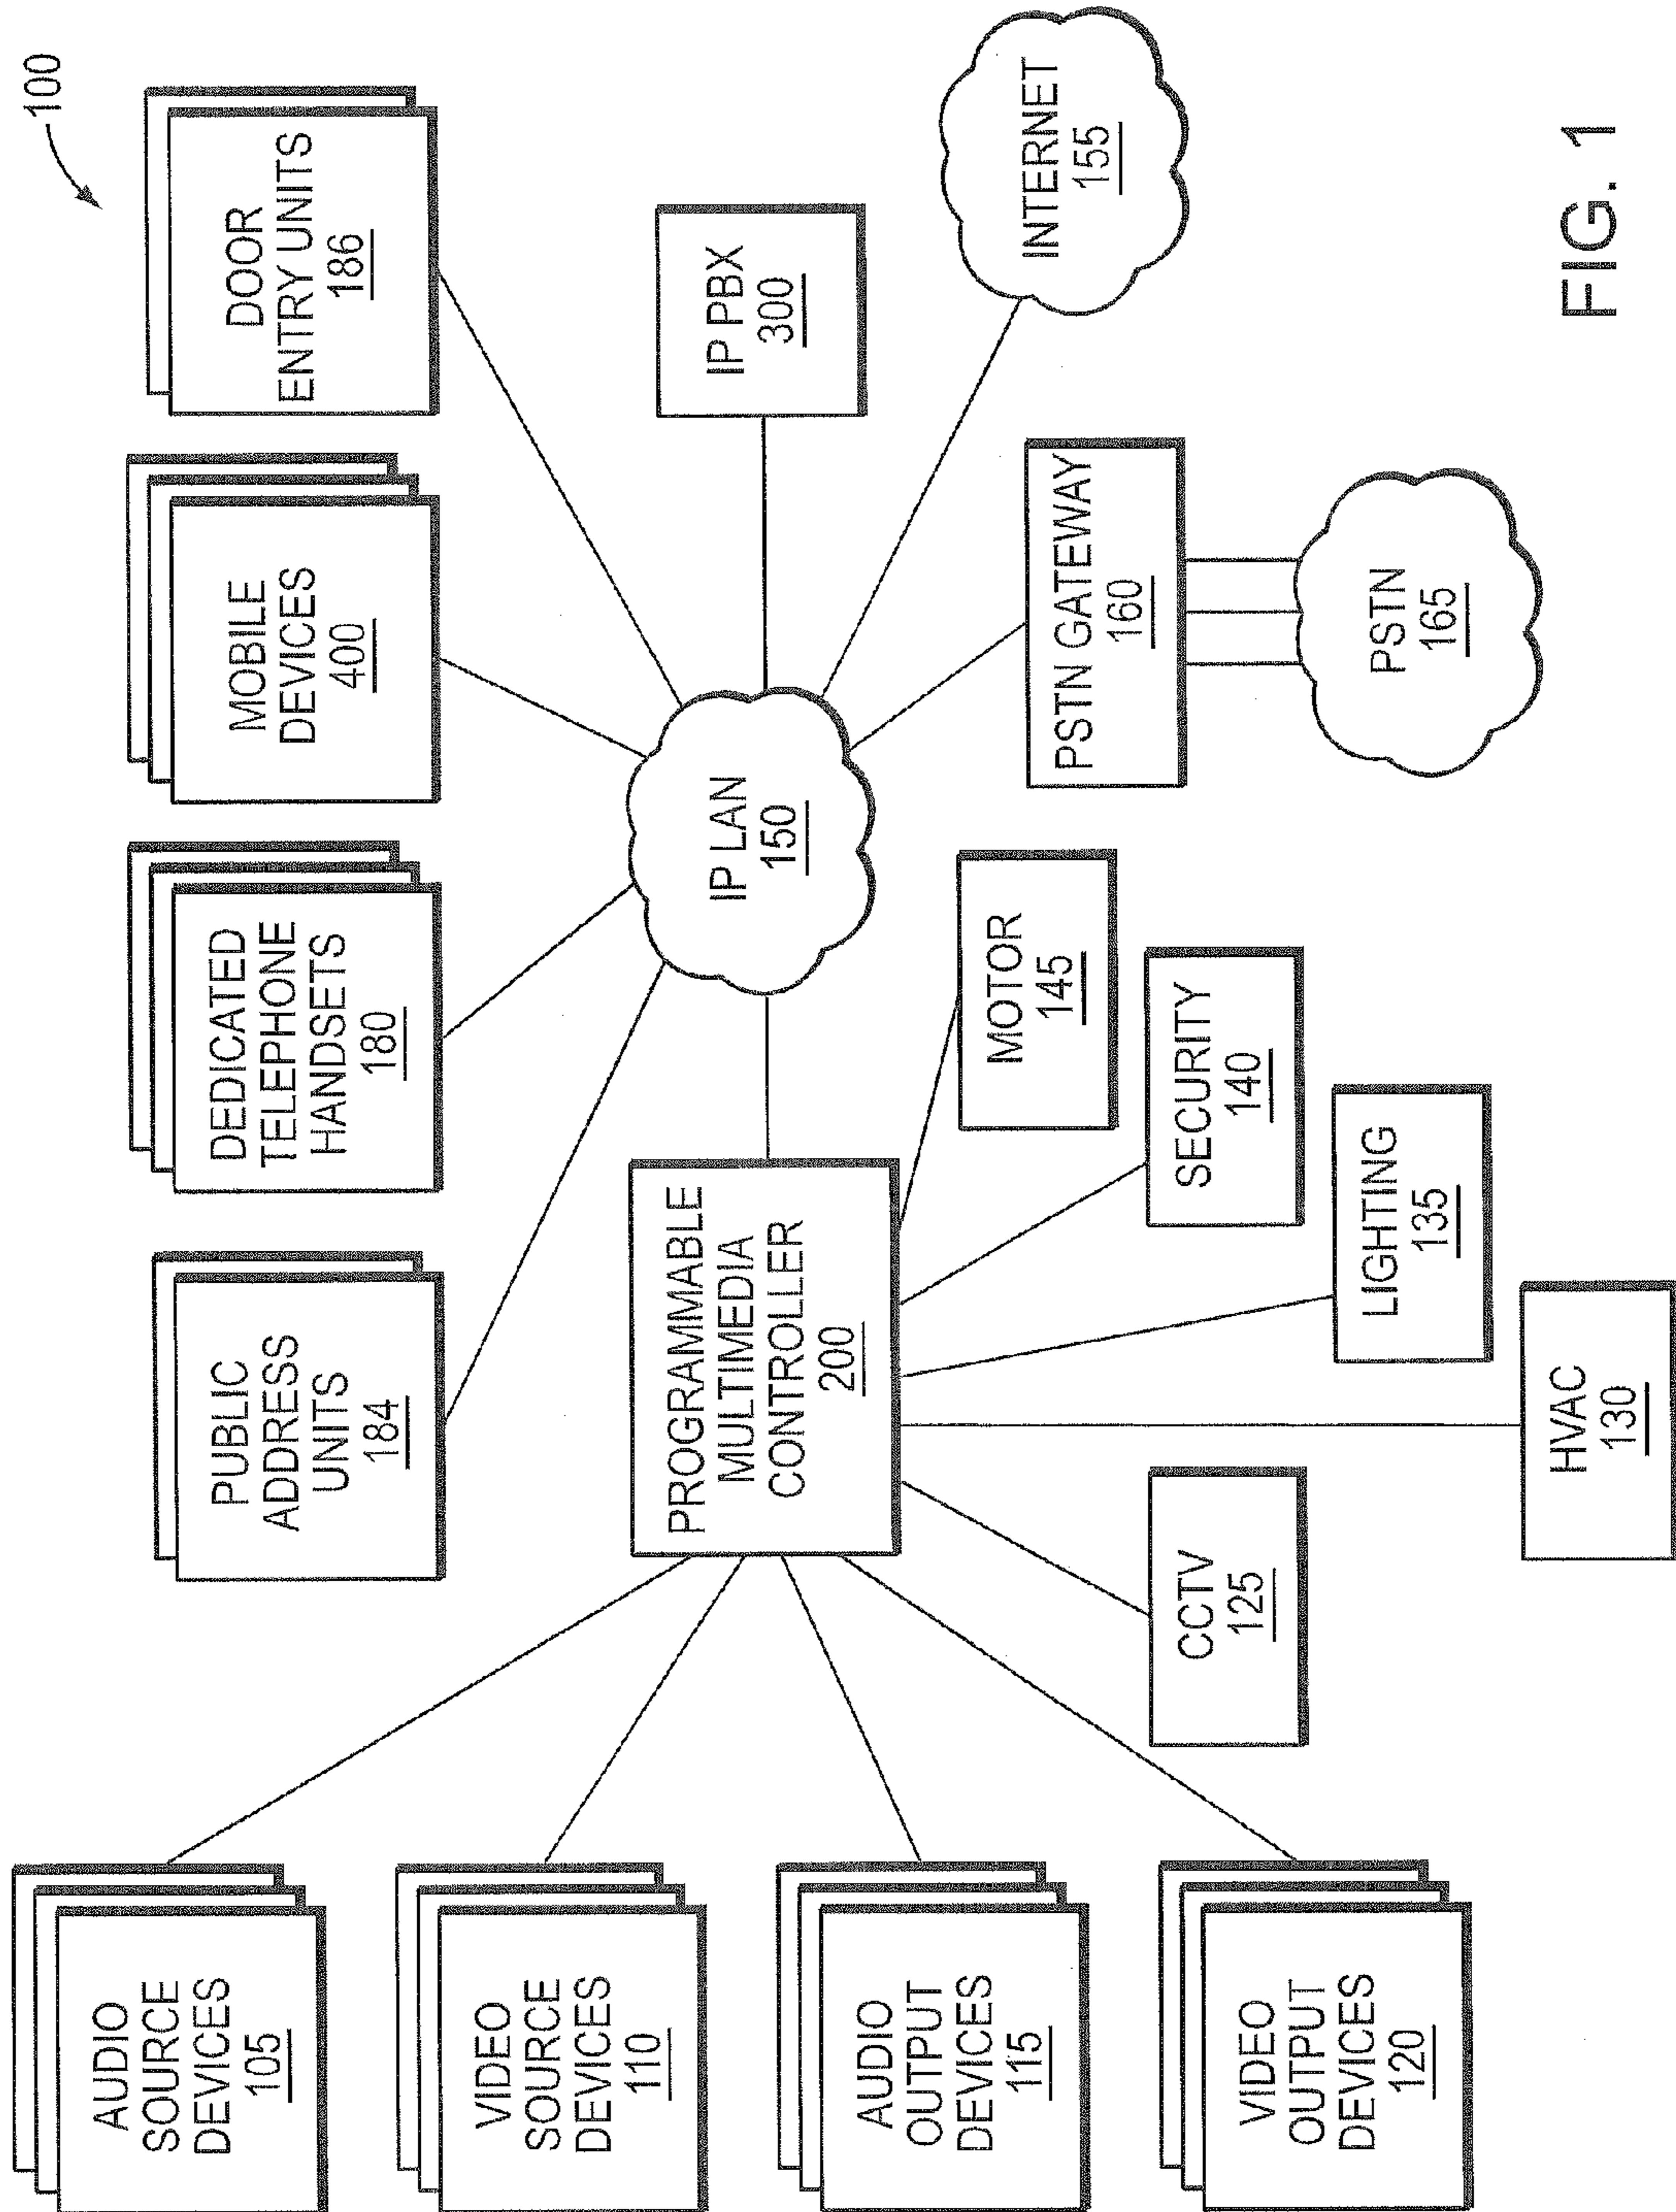 100
AUDIO
SOURCE
DEVICES
105
VIDEO
SOURCE
DEVICES
110
AUDIO
OUTPUT
DEVICES
115
VIDEO
OUTPUT
DEVICES
120
PUBLIC
ADDRESS
UNITS
184
DEDICATED
TELEPHONE
HANDSETS
180
MOBILE
DEVICES
400
DOOR
ENTRY UNITS
186
PROGRAMMABLE
MULTIMEDIA
CONTROLLER
200
IP LAN
150
IP PBX
300
INTERNET
155
PSTN GATEWAY
160
PSTN
165
MOTOR
145
SECURITY
140
LIGHTING
135
HVAC
130
CCTV
125
FIG. 1